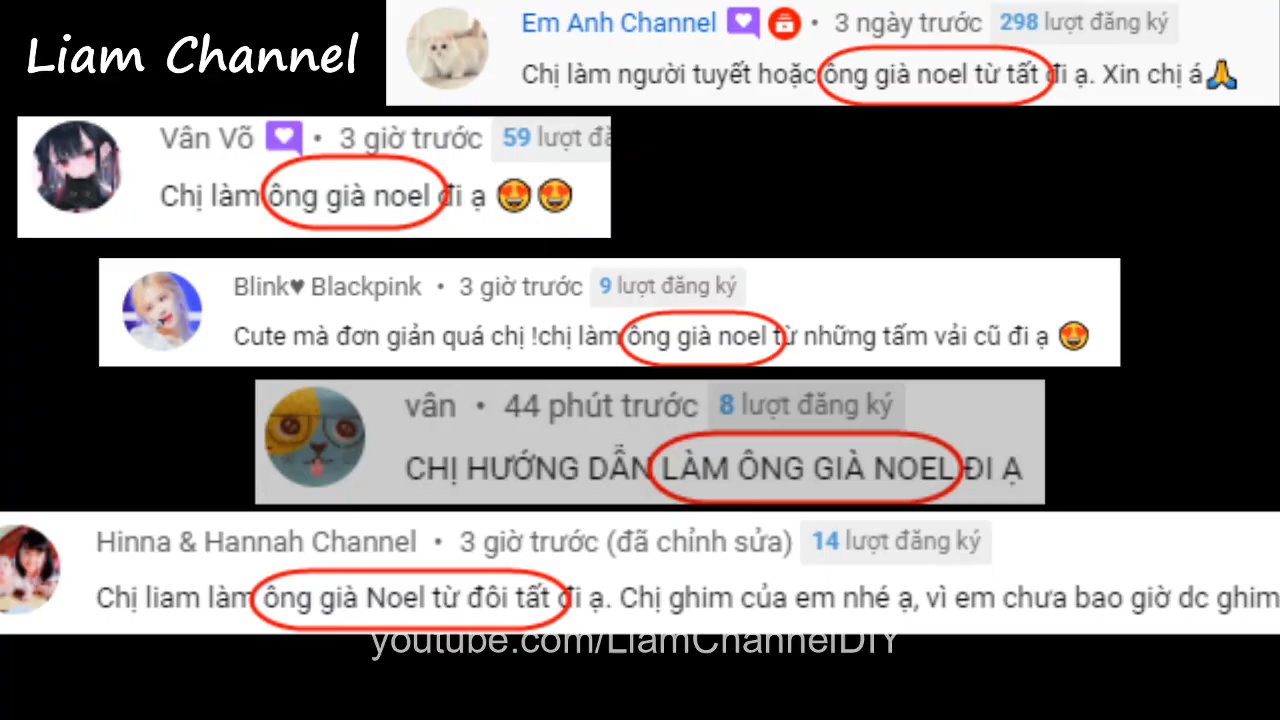 Liam Channel
Em Anh Channel • 3 ngày trước 298 lượt đăng ký
Chị làm người tuyết hoặc ông già noel từ tất đi ạ. Xin chị á🙏
Vân Võ • 3 giờ trước 59 lượt
Chị làm ông già noel đi ạ 😍😍
Blink♥ Blackpink • 3 giờ trước 9 lượt đăng ký
Cute mà đơn giản quá chị !chị làm ông già noel từ những tấm vải cũ đi ạ 😍
vân • 44 phút trước 8 lượt đăng ký
CHỊ HƯỚNG DẪN LÀM ÔNG GIÀ NOEL ĐI Ạ
Hinna & Hannah Channel • 3 giờ trước (đã chỉnh sửa) 14 lượt đăng ký
Chị liam làm ông già Noel từ đôi tất đi ạ. Chị ghim của em nhé ạ, vì em chưa bao giờ dc ghim
youtube.com/LiamChannelDIY